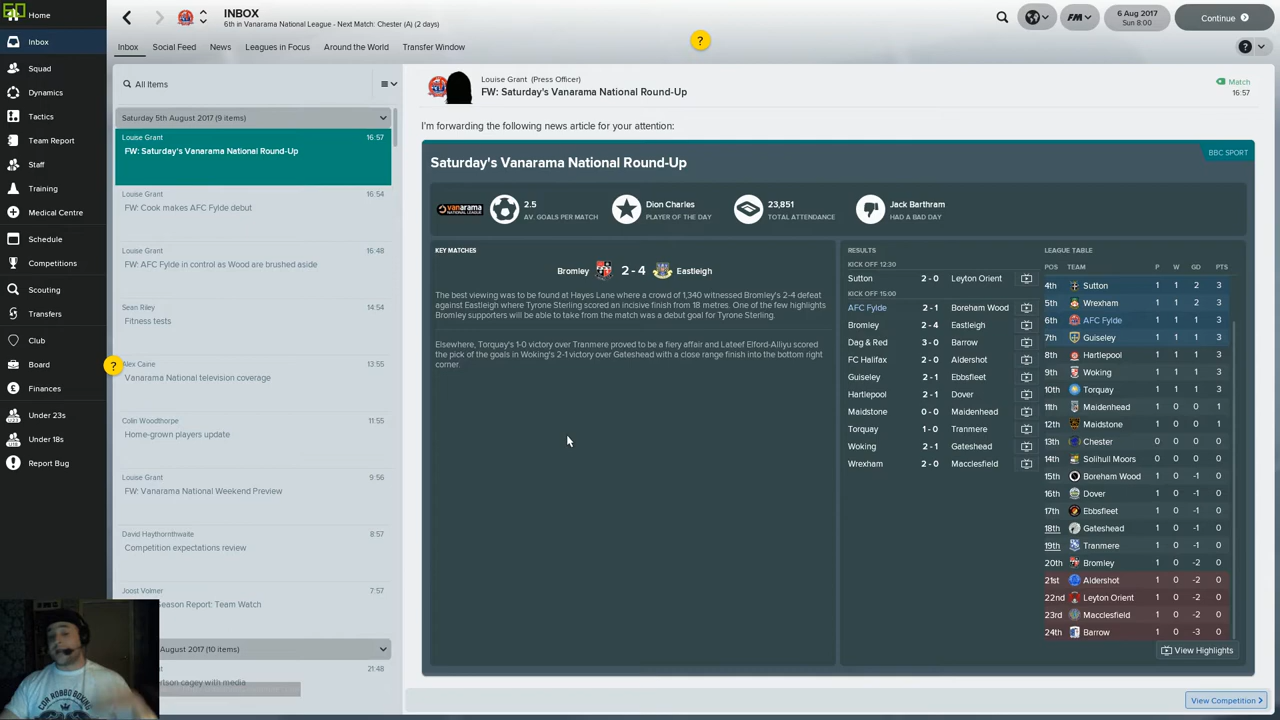 Home
INBOX
6th in Vanarama National League - Next Match: Chester (A) (2 days)
FM
6 Aug 2017
Sun 8:00
Continue
Inbox
Squad
Dynamics
Tactics
Team Report
Staff
Training
Medical Centre
Schedule
Competitions
Scouting
Transfers
Club
Board
Finances
Under 23s
Under 18s
Report Bug
Inbox
Social Feed
News
Leagues in Focus
Around the World
Transfer Window
?
?
All Items
Saturday 5th August 2017 (9 items)
Louise Grant 16:57
FW: Saturday's Vanarama National Round-Up
Louise Grant 16:54
FW: Cook makes AFC Fylde debut
Louise Grant 16:48
FW: AFC Fylde in control as Wood are brushed aside
Sean Riley 14:54
Fitness tests
?
Alex Caine 13:55
Vanarama National television coverage
Colin Woodthorpe 11:55
Home-grown players update
Louise Grant 9:56
FW: Vanarama National Weekend Preview
David Haythornthwaite 8:57
Competition expectations review
Joost Volmer 7:57
Season Report: Team Watch
August 2017 (10 items)
21:48
cagey with media
Louise Grant (Press Officer)
FW: Saturday's Vanarama National Round-Up
Match
16:57
I'm forwarding the following news article for your attention:
BBC SPORT
Saturday's Vanarama National Round-Up
vanarama
2.5
AV. GOALS PER MATCH
Dion Charles
PLAYER OF THE DAY
23,851
TOTAL ATTENDANCE
Jack Barthram
HAD A BAD DAY
KEY MATCHES
Bromley 2 - 4 Eastleigh
The best viewing was to be found at Hayes Lane where a crowd of 1,340 witnessed Bromley's 2-4 defeat
against Eastleigh where Tyrone Sterling scored an incisive finish from 18 metres. One of the few highlights
Bromley supporters will be able to take from the match was a debut goal for Tyrone Sterling.
Elsewhere, Torquay's 1-0 victory over Tranmere proved to be a fiery affair and Lateef Elford-Alliyu scored
the pick of the goals in Woking's 2-1 victory over Gateshead with a close range finish into the bottom right
corner.
RESULTS
KICK OFF 12:30
Sutton 2 - 0 Leyton Orient
KICK OFF 15:00
AFC Fylde 2 - 1 Boreham Wood
Bromley 2 - 4 Eastleigh
Dag & Red 3 - 0 Barrow
FC Halifax 2 - 0 Aldershot
Guiseley 2 - 1 Ebbsfleet
Hartlepool 2 - 1 Dover
Maidstone 0 - 0 Maidenhead
Torquay 1 - 0 Tranmere
Woking 2 - 1 Gateshead
Wrexham 2 - 0 Macclesfield
LEAGUE TABLE
POS TEAM P W GD PTS
4th Sutton 1 1 2 3
5th Wrexham 1 1 2 3
6th AFC Fylde 1 1 1 3
7th Guiseley 1 1 1 3
8th Hartlepool 1 1 1 3
9th Woking 1 1 1 3
10th Torquay 1 1 1 3
11th Maidenhead 1 0 0 1
12th Maidstone 1 0 0 1
13th Chester 0 0 0 0
14th Solihull Moors 0 0 0 0
15th Boreham Wood 1 0 -1 0
16th Dover 1 0 -1 0
17th Ebbsfleet 1 0 -1 0
18th Gateshead 1 0 -1 0
19th Tranmere 1 0 -1 0
20th Bromley 1 0 -2 0
21st Aldershot 1 0 -2 0
22nd Leyton Orient 1 0 -2 0
23rd Macclesfield 1 0 -2 0
24th Barrow 1 0 -3 0
View Highlights
View Competition